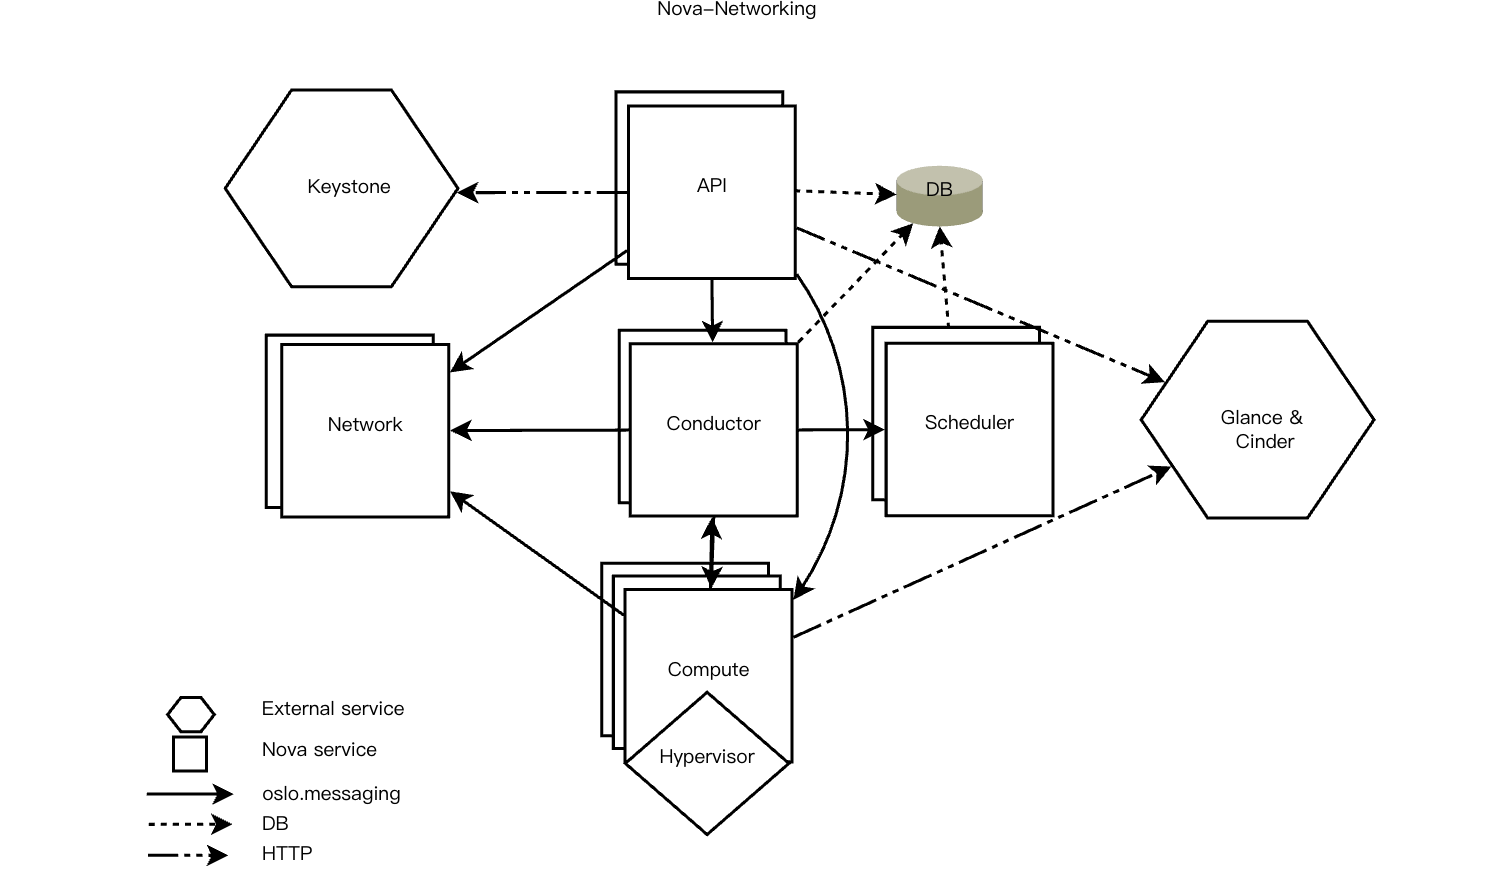 Nova-Networking
Keystone
API
DB
Network
Conductor
Scheduler
Glance &
Cinder
Compute
Hypervisor
External service
Nova service
oslo.messaging
DB
HTTP